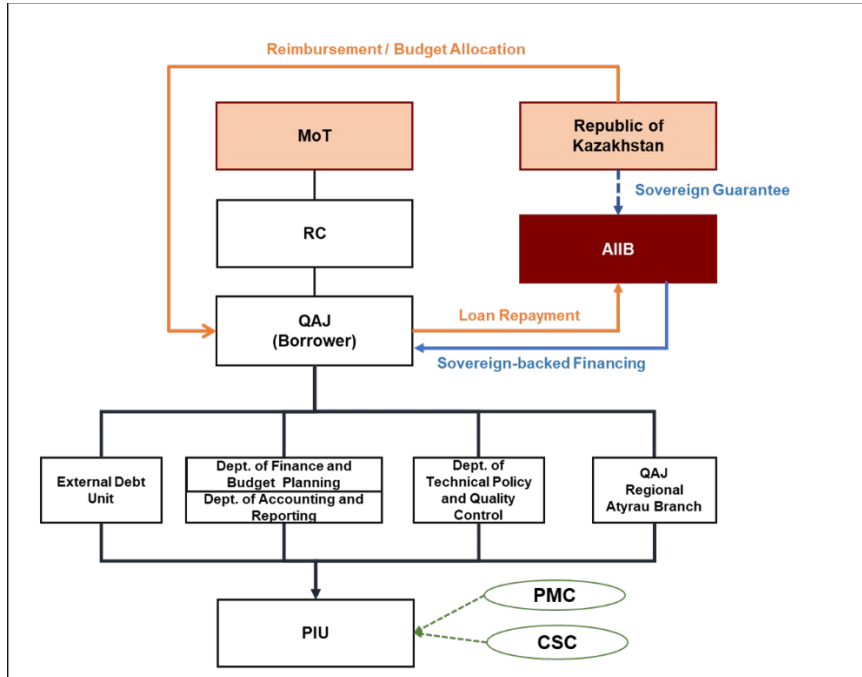 Reimbursement / Budget Allocation
MoT
Republic of
Kazakhstan
Sovereign Guarantee
RC
AIIB
QAJ
(Borrower)
Loan Repayment
Sovereign-backed Financing
External Debt
Unit
Dept. of Finance and
Budget Planning
Dept. of Accounting and
Reporting
Dept. of
Technical Policy
and Quality
Control
QAJ
Regional
Atyrau Branch
PIU
PMC
CSC